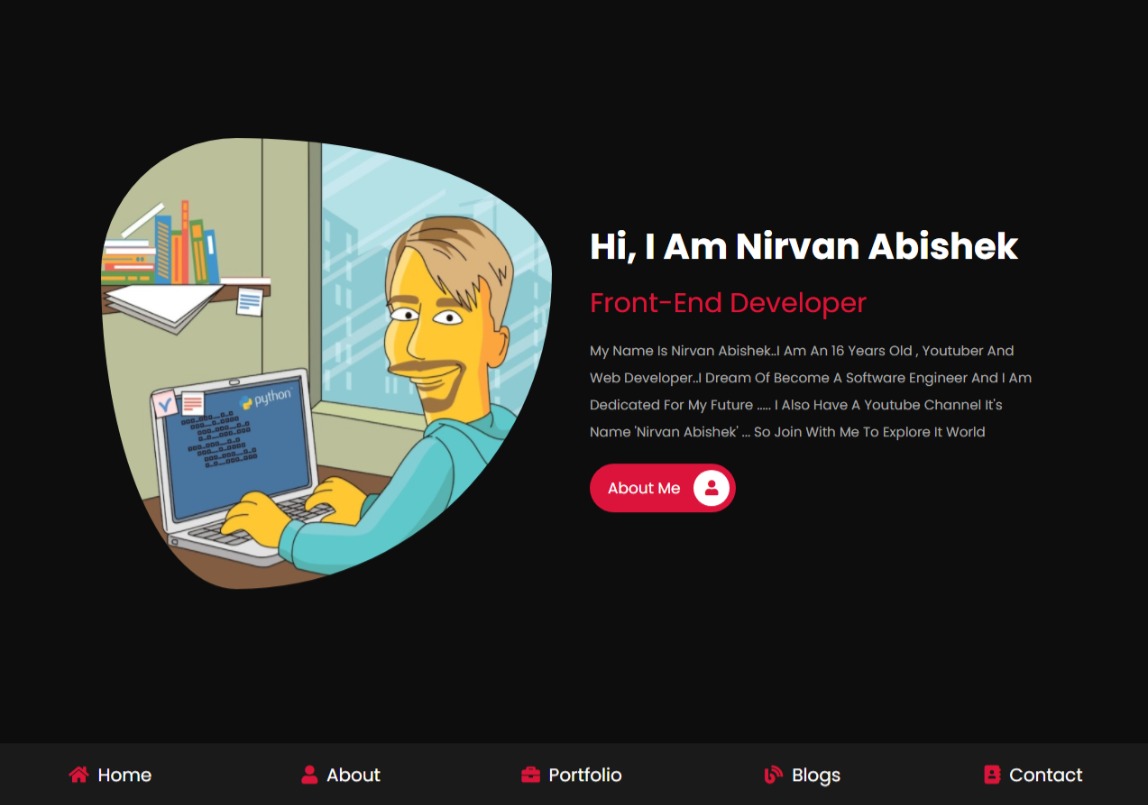 python
Hi, I Am Nirvan Abishek
Front-End Developer
My Name Is Nirvan Abishek..I Am An 16 Years Old , Youtuber And
Web Developer..I Dream Of Become A Software Engineer And I Am
Dedicated For My Future ..... I Also Have A Youtube Channel It's
Name 'Nirvan Abishek' ... So Join With Me To Explore It World
About Me
Home
About
Portfolio
Blogs
Contact